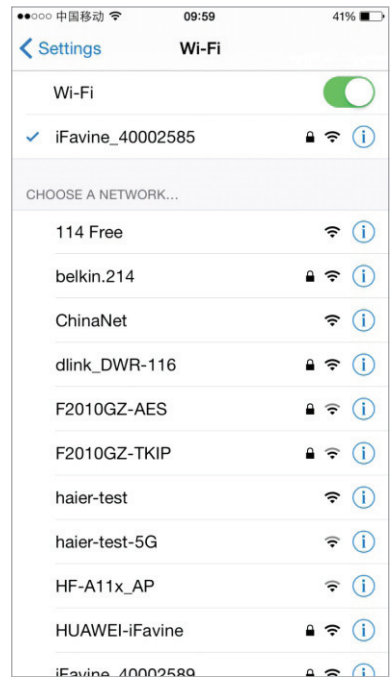 中国移动 09:59 41%
Settings Wi-Fi
Wi-Fi
iFavine_40002585
CHOOSE A NETWORK...
114 Free
belkin.214
ChinaNet
dlink_DWR-116
F2010GZ-AES
F2010GZ-TKIP
haier-test
haier-test-5G
HF-A11x_AP
HUAWEI-iFavine
iFavine_40002589